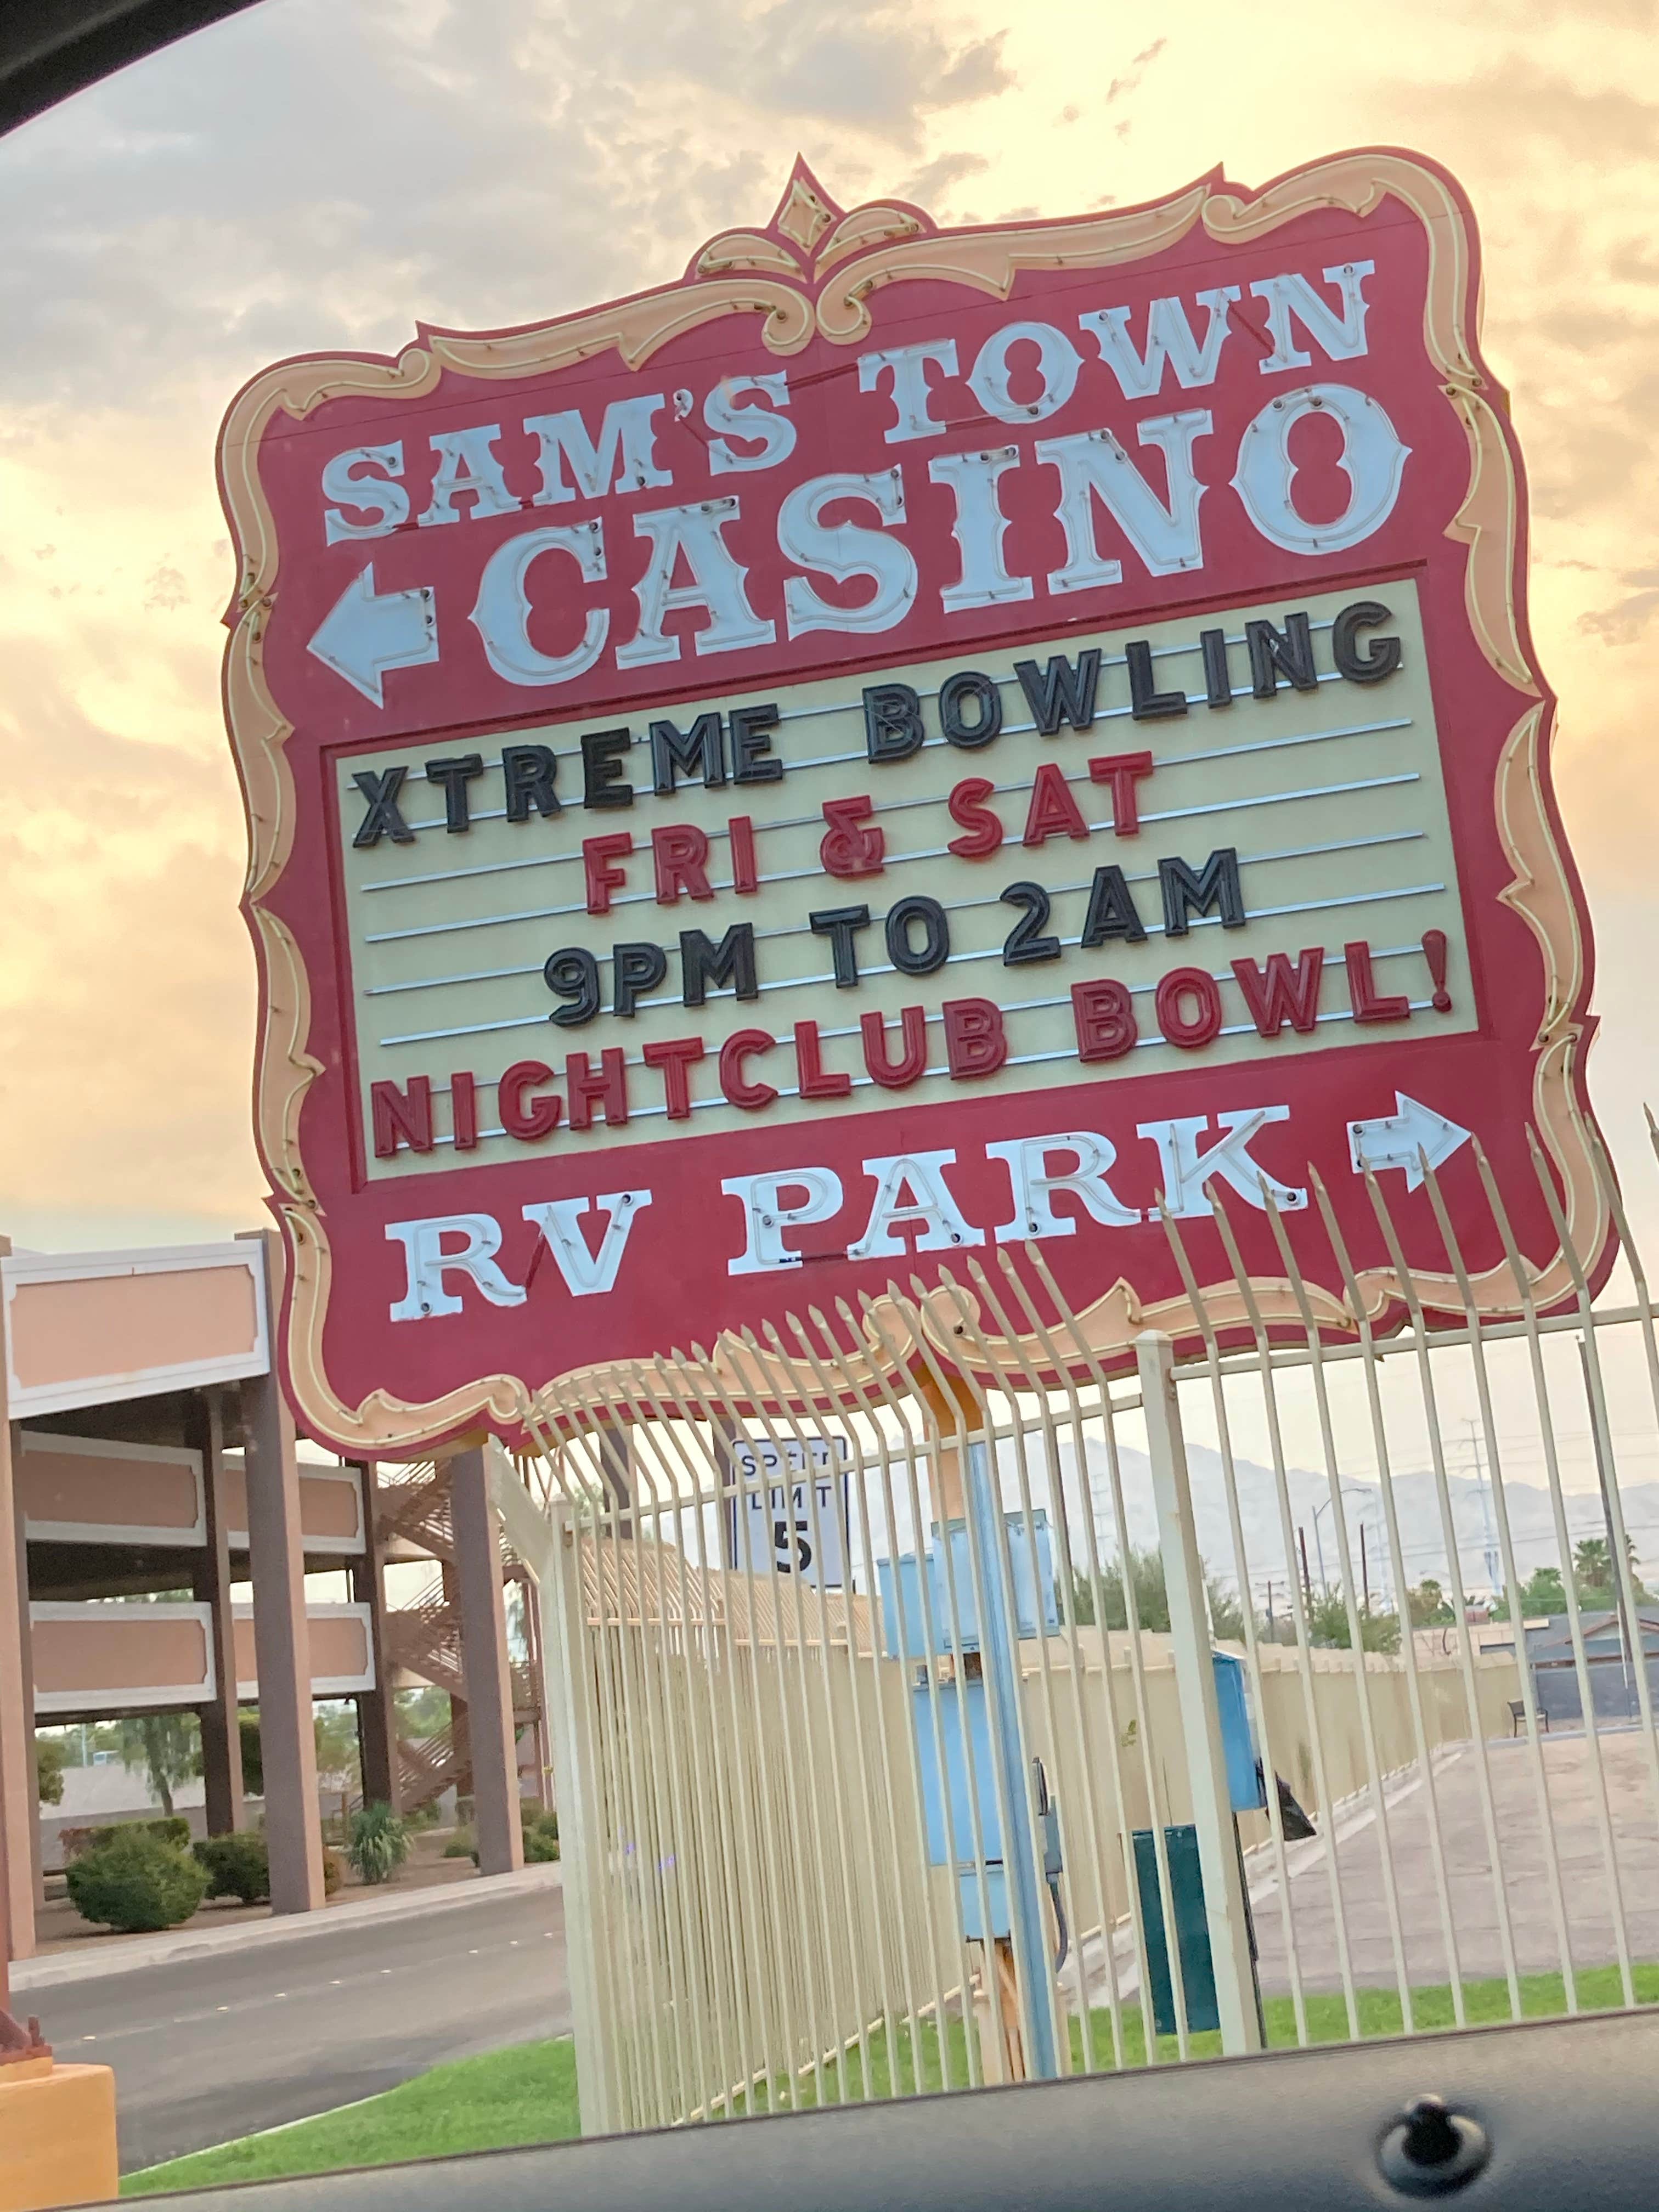 SAM'S TOWN
CASINO
XTREME BOWLING
FRI & SAT
9PM TO 2AM
NIGHTCLUB BOWL!
RV PARK
SPEED
LIMIT
5